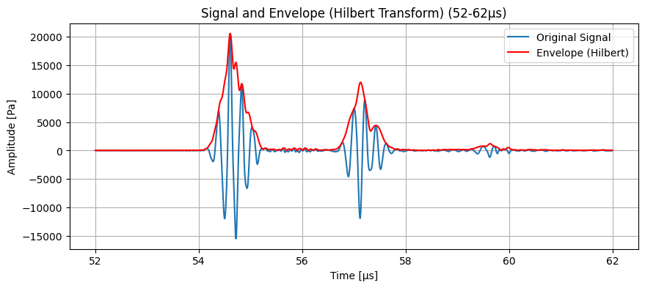 Signal and Envelope (Hilbert Transform) (52-62µs)
Original Signal
Envelope (Hilbert)
Amplitude [Pa]
20000
15000
10000
5000
0
−5000
−10000
−15000
52 54 56 58 60 62
Time [µs]